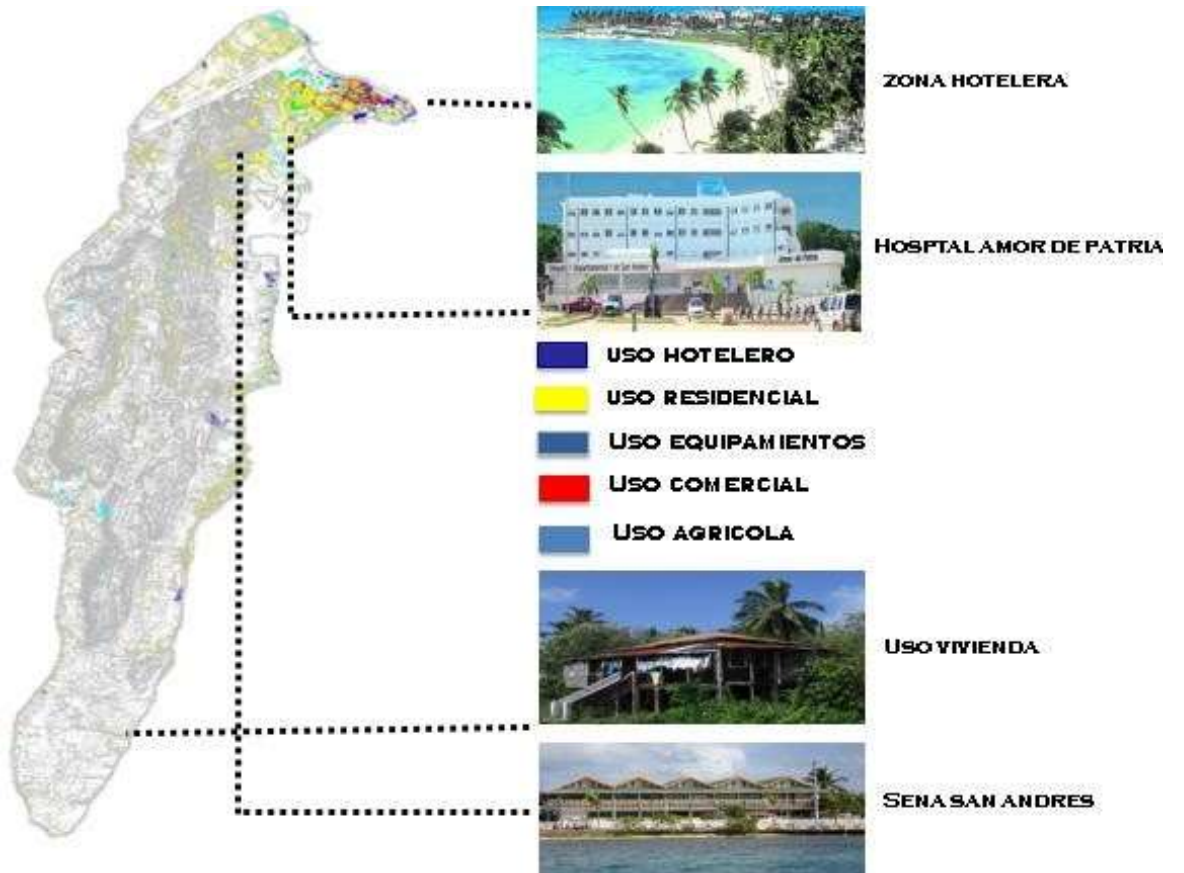 ZONA HOTELERA
HOSPTAL AMOR DE PATRIA
USO HOTELERO
USO RESIDENCIAL
USO EQUIPAMIENTOS
USO COMERCIAL
USO AGRICOLA
USO VIVIENDA
SENA SAN ANDRES